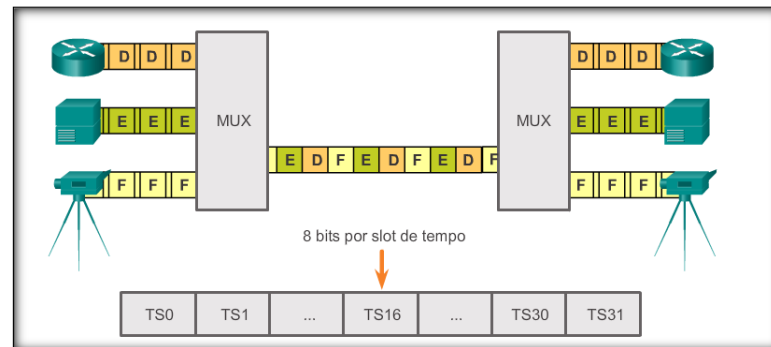 D D D
D D D
E E E
MUX
MUX
E E E
E D F E D F E D F
F F F
F F F
8 bits por slot de tempo
TS0 TS1 ... TS16 ... TS30 TS31